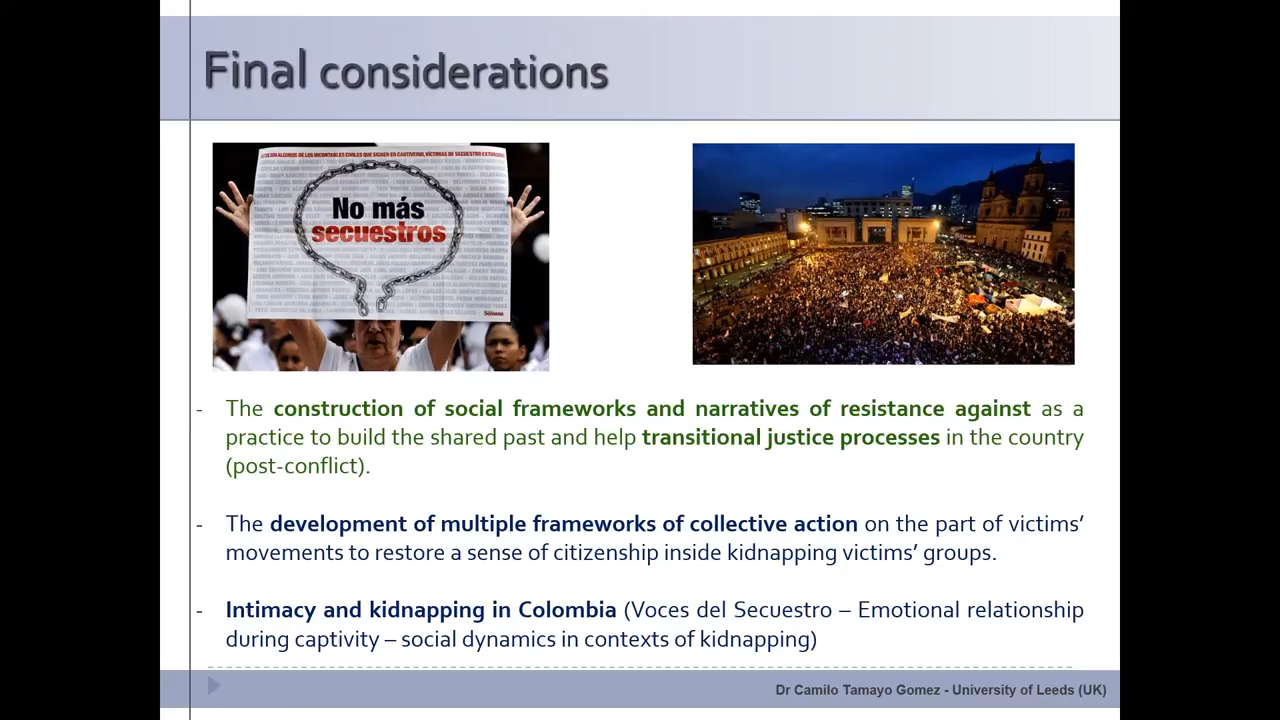 Final considerations
No más
secuestros
- The construction of social frameworks and narratives of resistance against as a
practice to build the shared past and help transitional justice processes in the country
(post-conflict).
- The development of multiple frameworks of collective action on the part of victims’
movements to restore a sense of citizenship inside kidnapping victims’ groups.
- Intimacy and kidnapping in Colombia (Voces del Secuestro – Emotional relationship
during captivity – social dynamics in contexts of kidnapping)
Dr Camilo Tamayo Gomez - University of Leeds (UK)